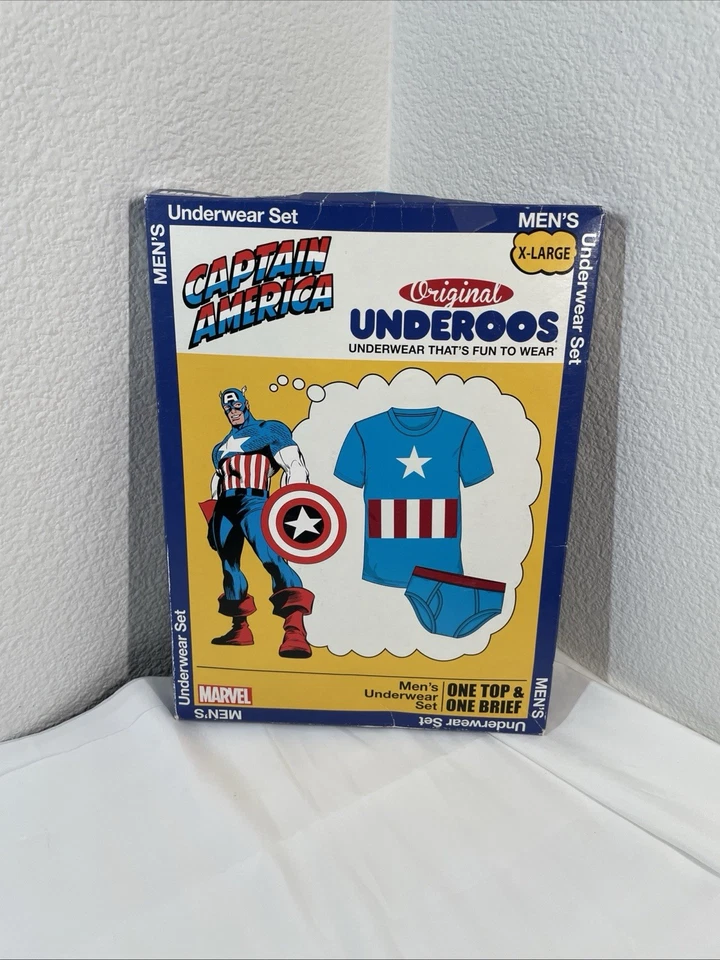 Underwear Set
MEN'S
MEN'S
X-LARGE
Underwear Set
CAPTAIN
AMERICA
Original
UNDEROOS
UNDERWEAR THAT'S FUN TO WEAR
A
Underwear Set
MARVEL
Men's
Underwear
Set
ONE TOP &
ONE BRIEF
MEN'S
MEN'S
Underwear Set